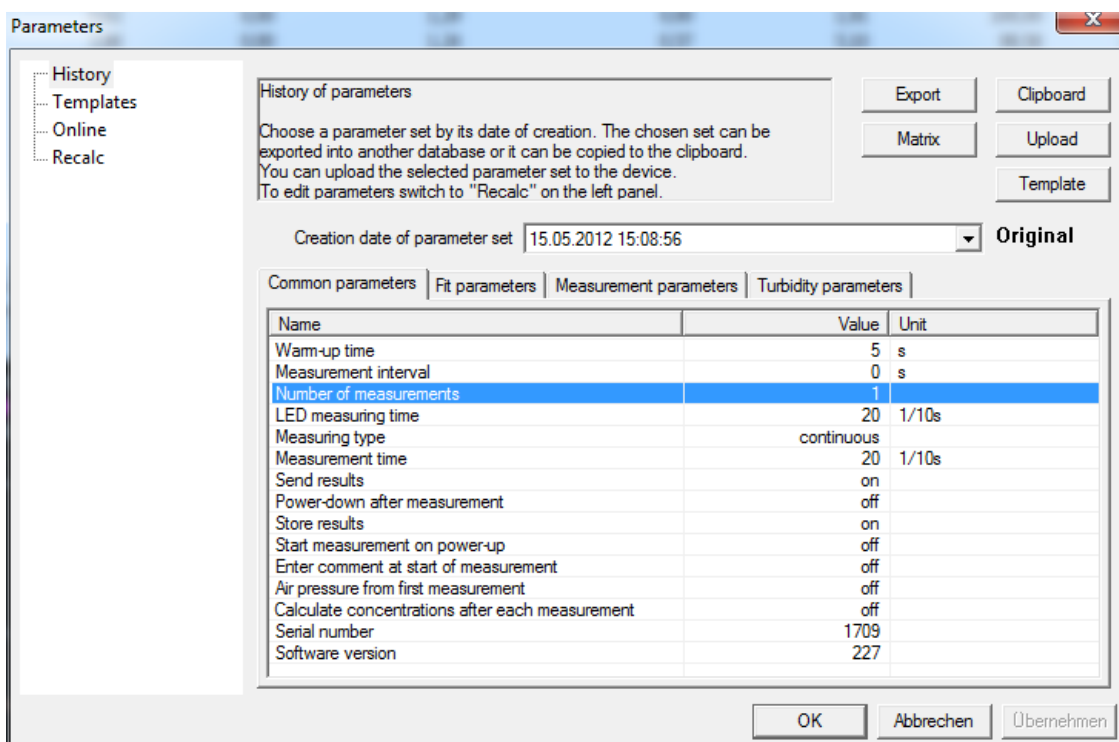 Parameters
History
Templates
Online
Recalc
History of parameters
Choose a parameter set by its date of creation. The chosen set can be
exported into another database or it can be copied to the clipboard.
You can upload the selected parameter set to the device.
To edit parameters switch to "Recalc" on the left panel.
Export
Clipboard
Matrix
Upload
Template
Creation date of parameter set 15.05.2012 15:08:56 Original
Common parameters Fit parameters Measurement parameters Turbidity parameters
Name Value Unit
Warm-up time 5 s
Measurement interval 0 s
Number of measurements 1
LED measuring time 20 1/10s
Measuring type continuous
Measurement time 20 1/10s
Send results on
Power-down after measurement off
Store results on
Start measurement on power-up off
Enter comment at start of measurement off
Air pressure from first measurement off
Calculate concentrations after each measurement off
Serial number 1709
Software version 227
OK Abbrechen Übernehmen